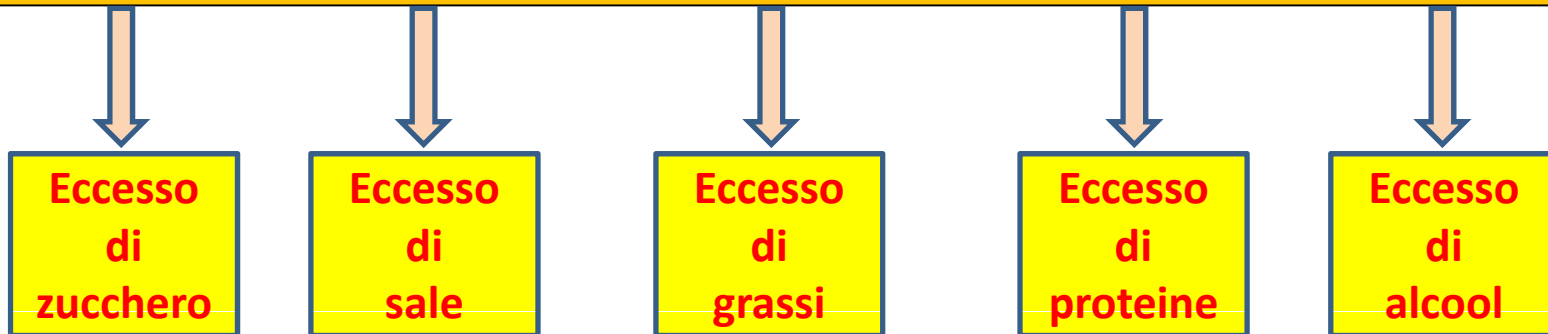 Eccesso
di
zucchero
Eccesso
di
sale
Eccesso
di
grassi
Eccesso
di
proteine
Eccesso
di
alcool